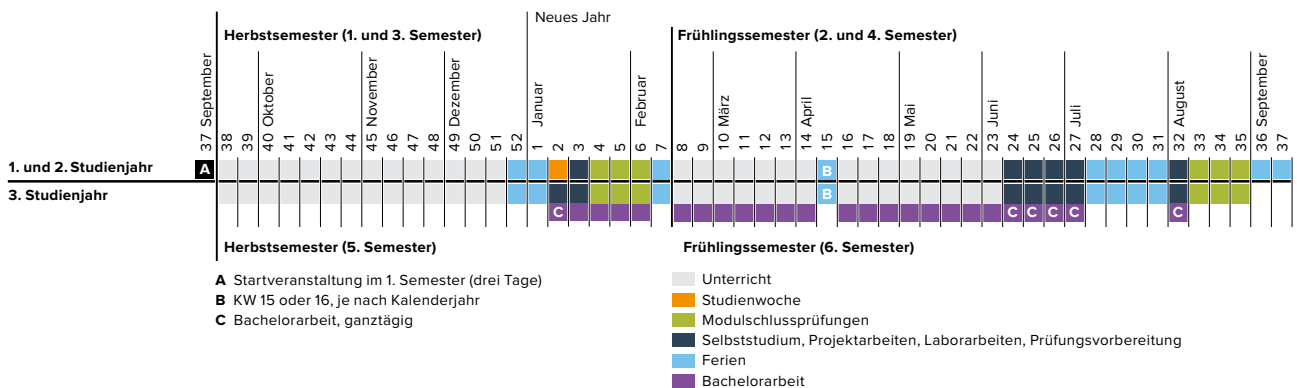 Neues Jahr
Herbstsemester (1. und 3. Semester)
Frühlingssemester (2. und 4. Semester)
37 September 38 39 40 Oktober 41 42 43 44 45 November 46 47 48 49 Dezember 50 51 52 1 Januar 2 3 4 5 6 Februar 7 8 9 10 März 11 12 13 14 April 15 16 17 18 19 Mai 20 21 22 23 Juni 24 25 26 27 Juli 28 29 30 31 32 August 33 34 35 36 September 37
1. und 2. Studienjahr A B
3. Studienjahr B
C C C C C C
Herbstsemester (5. Semester)
Frühlingssemester (6. Semester)
A Startveranstaltung im 1. Semester (drei Tage)
B KW 15 oder 16, je nach Kalenderjahr
C Bachelorarbeit, ganztägig
Unterricht
Studienwoche
Modulschlussprüfungen
Selbststudium, Projektarbeiten, Laborarbeiten, Prüfungsvorbereitung
Ferien
Bachelorarbeit